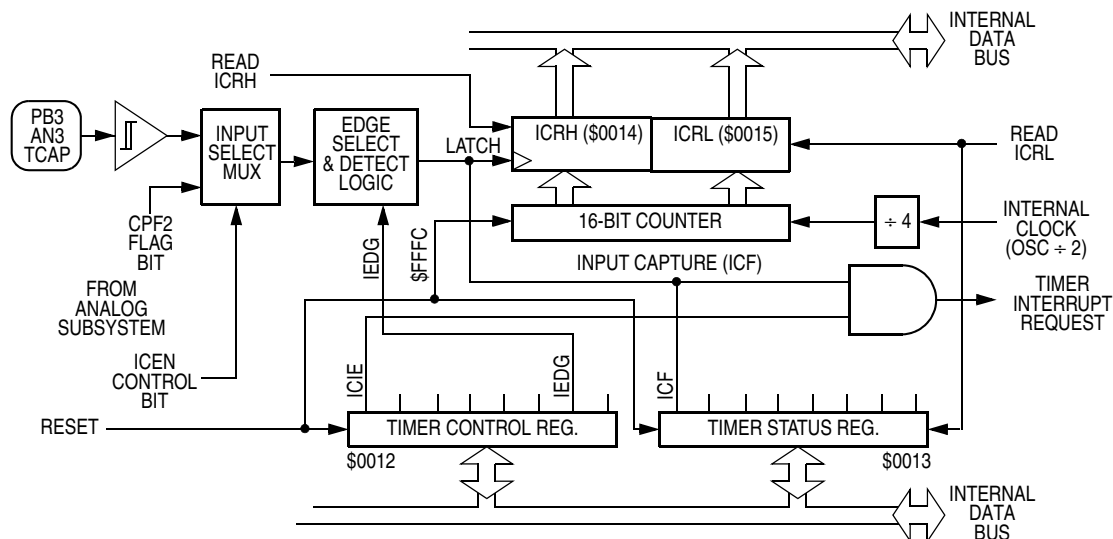 INTERNAL
DATA
BUS
READ
ICRH
PB3
AN3
TCAP
INPUT
SELECT
MUX
EDGE
SELECT
& DETECT
LOGIC
LATCH
ICRH ($0014)
ICRL ($0015)
READ
ICRL
CPF2
FLAG
BIT
IEDG
$FFFC
16-BIT COUNTER
÷ 4
INTERNAL
CLOCK
(OSC ÷ 2)
INPUT CAPTURE (ICF)
FROM
ANALOG
SUBSYSTEM
TIMER
INTERRUPT
REQUEST
ICEN
CONTROL
BIT
ICIE
IEDG
ICF
RESET
TIMER CONTROL REG.
TIMER STATUS REG.
$0012
$0013
INTERNAL
DATA
BUS